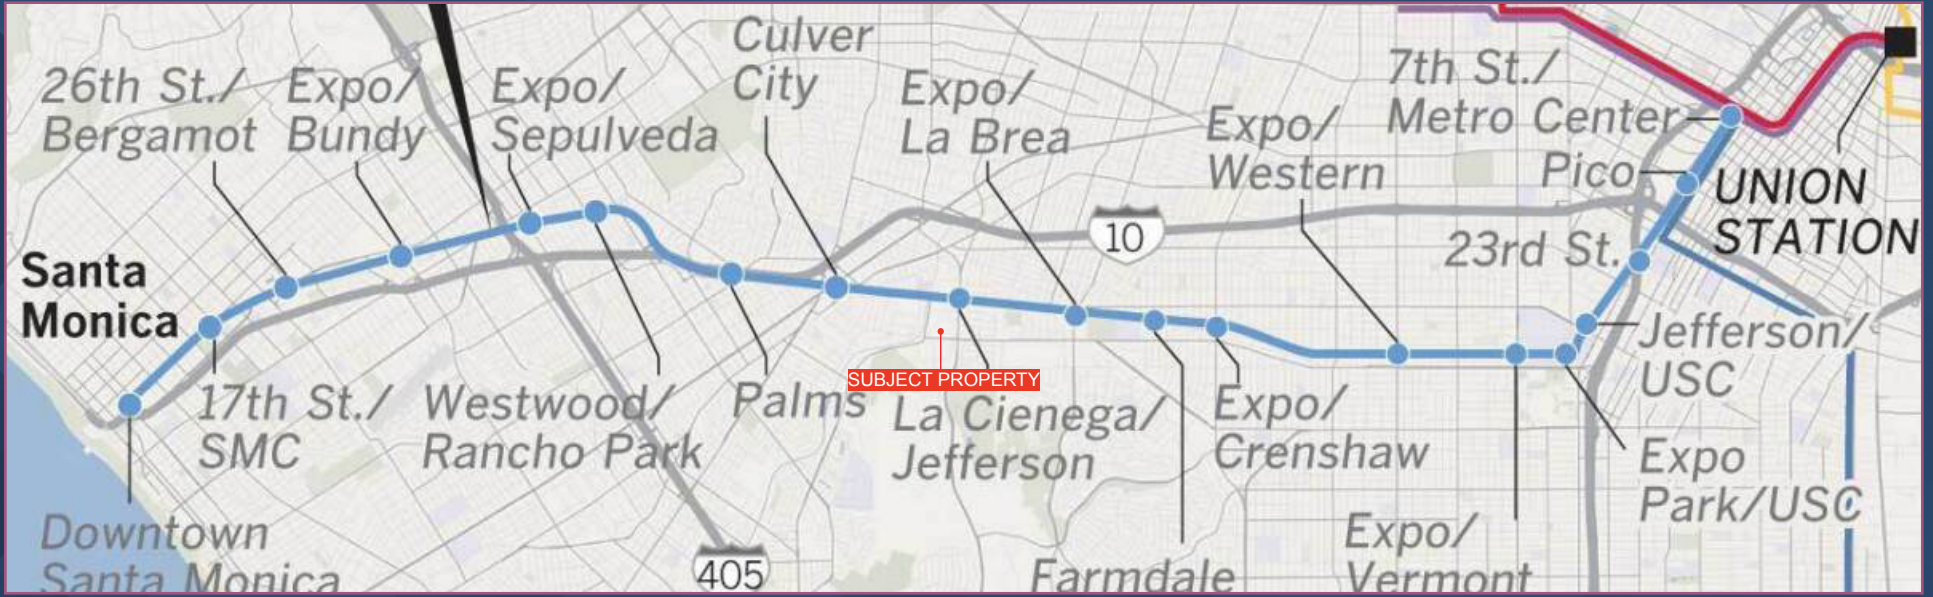 Culver
City
26th St./
Bergamot
Expo/
Bundy
Expo/
Sepulveda
Expo/
La Brea
Expo/
Western
7th St./
Metro Center
Pico
UNION
STATION
10
23rd St.
Santa
Monica
Jefferson/
USC
SUBJECT PROPERTY
17th St./
SMC
Westwood/
Rancho Park
Palms
La Cienega/
Jefferson
Expo/
Crenshaw
Expo
Park/USC
Downtown
Santa Monica
405
Farmdale
Expo/
Vermont